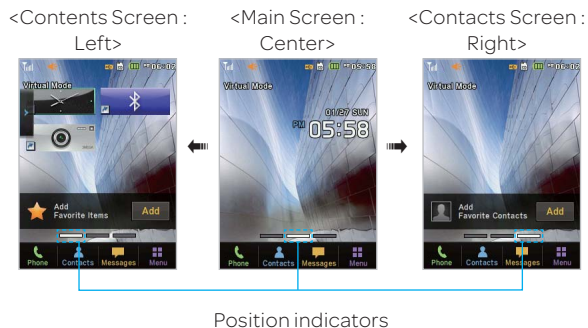 <Contents Screen :
Left>
<Main Screen :
Center>
<Contacts Screen :
Right>
06:02
Virtual Mode
Add
Favorite Items
Add
Phone
Contacts
Messages
Menu
05:58
Virtual Mode
01/27 SUN
PM 05:58
Phone
Contacts
Messages
Menu
06:02
Virtual Mode
Add
Favorite Contacts
Add
Phone
Contacts
Messages
Menu
Position indicators